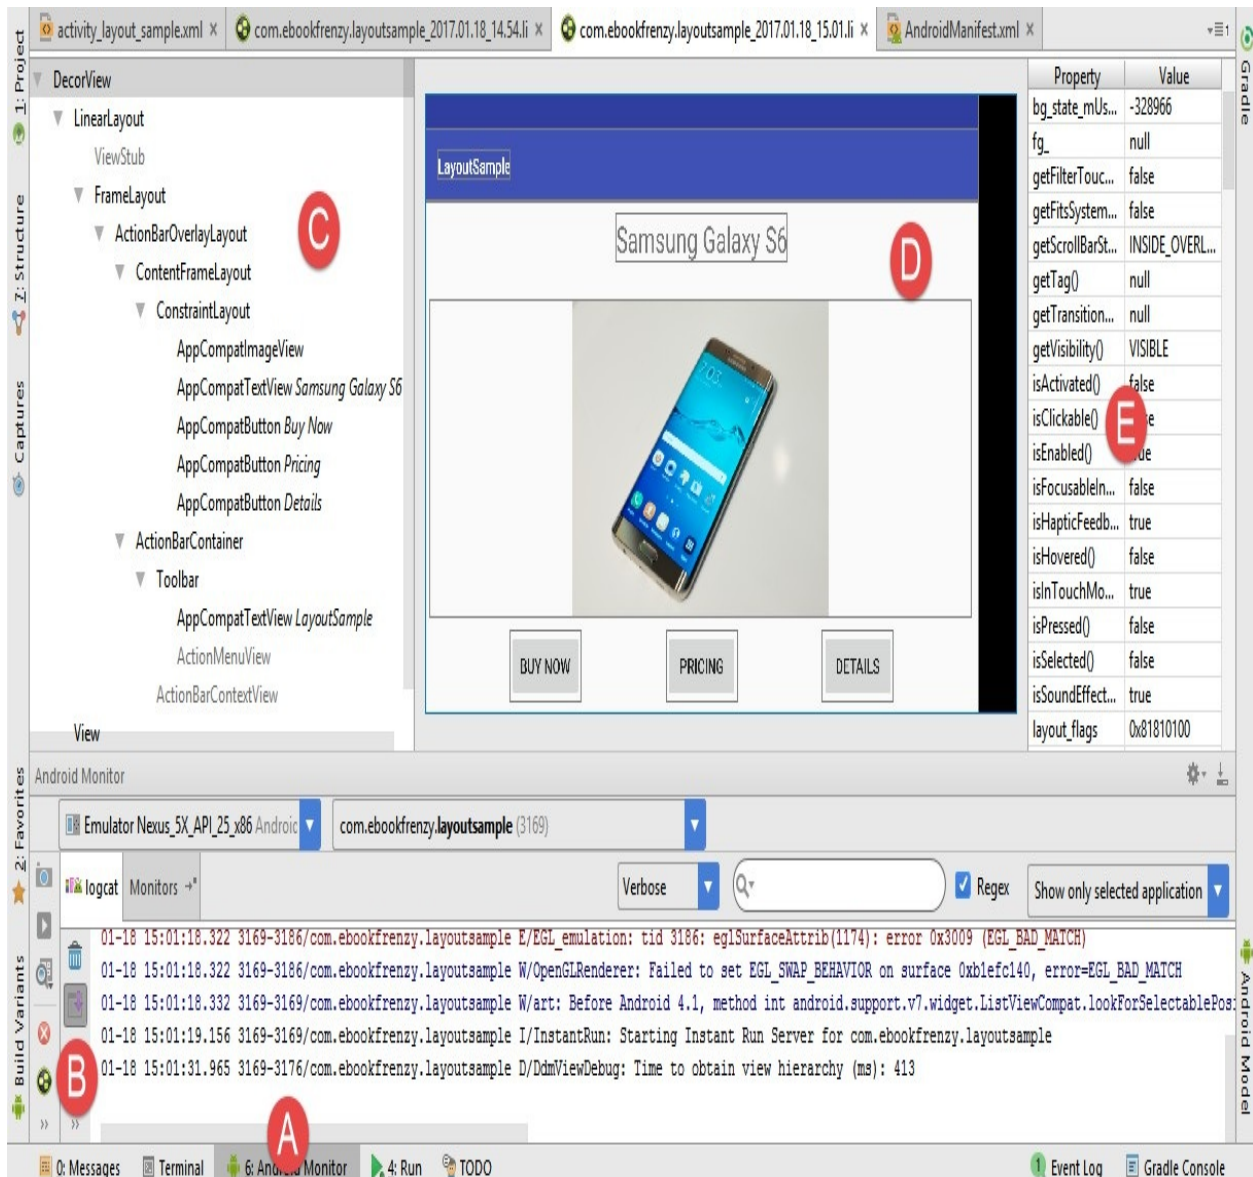 activity_layout_sample.xml ×
com.ebookfrenzy.layoutsample_2017.01.18_14.54.li ×
com.ebookfrenzy.layoutsample_2017.01.18_15.01.li ×
AndroidManifest.xml ×
1: Project
7: Structure
Captures
2: Favorites
Build Variants
DecorView
LinearLayout
ViewStub
FrameLayout
ActionBarOverlayLayout
ContentFrameLayout
ConstraintLayout
AppCompatImageView
AppCompatTextView Samsung Galaxy S6
AppCompatButton Buy Now
AppCompatButton Pricing
AppCompatButton Details
ActionBarContainer
Toolbar
AppCompatTextView LayoutSample
ActionMenuView
ActionBarContextView
View
C
LayoutSample
Samsung Galaxy S6
D
7:03
BUY NOW
PRICING
DETAILS
Property Value
bg_state_mUs... -328966
fg_ null
getFilterTouc... false
getFitsSystem... false
getScrollBarSt... INSIDE_OVERL...
getTag() null
getTransition... null
getVisibility() VISIBLE
isActivated() false
isClickable()
E
isEnabled()
isFocusableIn... false
isHapticFeedb... true
isHovered() false
isInTouchMo... true
isPressed() false
isSelected() false
isSoundEffect... true
layout_flags 0x81810100
1
Gradle
Android Model
Android Monitor
Emulator Nexus_5X_API_25_x86 Android
com.ebookfrenzy.layoutsample (3169)
logcat
Monitors
Verbose
Regex
Show only selected application
01-18 15:01:18.322 3169-3186/com.ebookfrenzy.layoutsample E/EGL_emulation: tid 3186: eglSurfaceAttrib(1174): error 0x3009 (EGL_BAD_MATCH)
01-18 15:01:18.322 3169-3186/com.ebookfrenzy.layoutsample W/OpenGLRenderer: Failed to set EGL_SWAP_BEHAVIOR on surface 0xb1efc140, error=EGL_BAD_MATCH
01-18 15:01:18.332 3169-3169/com.ebookfrenzy.layoutsample W/art: Before Android 4.1, method int android.support.v7.widget.ListViewCompat.lookForSelectablePos
01-18 15:01:19.156 3169-3169/com.ebookfrenzy.layoutsample I/InstantRun: Starting Instant Run Server for com.ebookfrenzy.layoutsample
01-18 15:01:31.965 3169-3176/com.ebookfrenzy.layoutsample D/DdmViewDebug: Time to obtain view hierarchy (ms): 413
B
A
0: Messages
Terminal
6: Android Monitor
4: Run
TODO
1 Event Log
Gradle Console